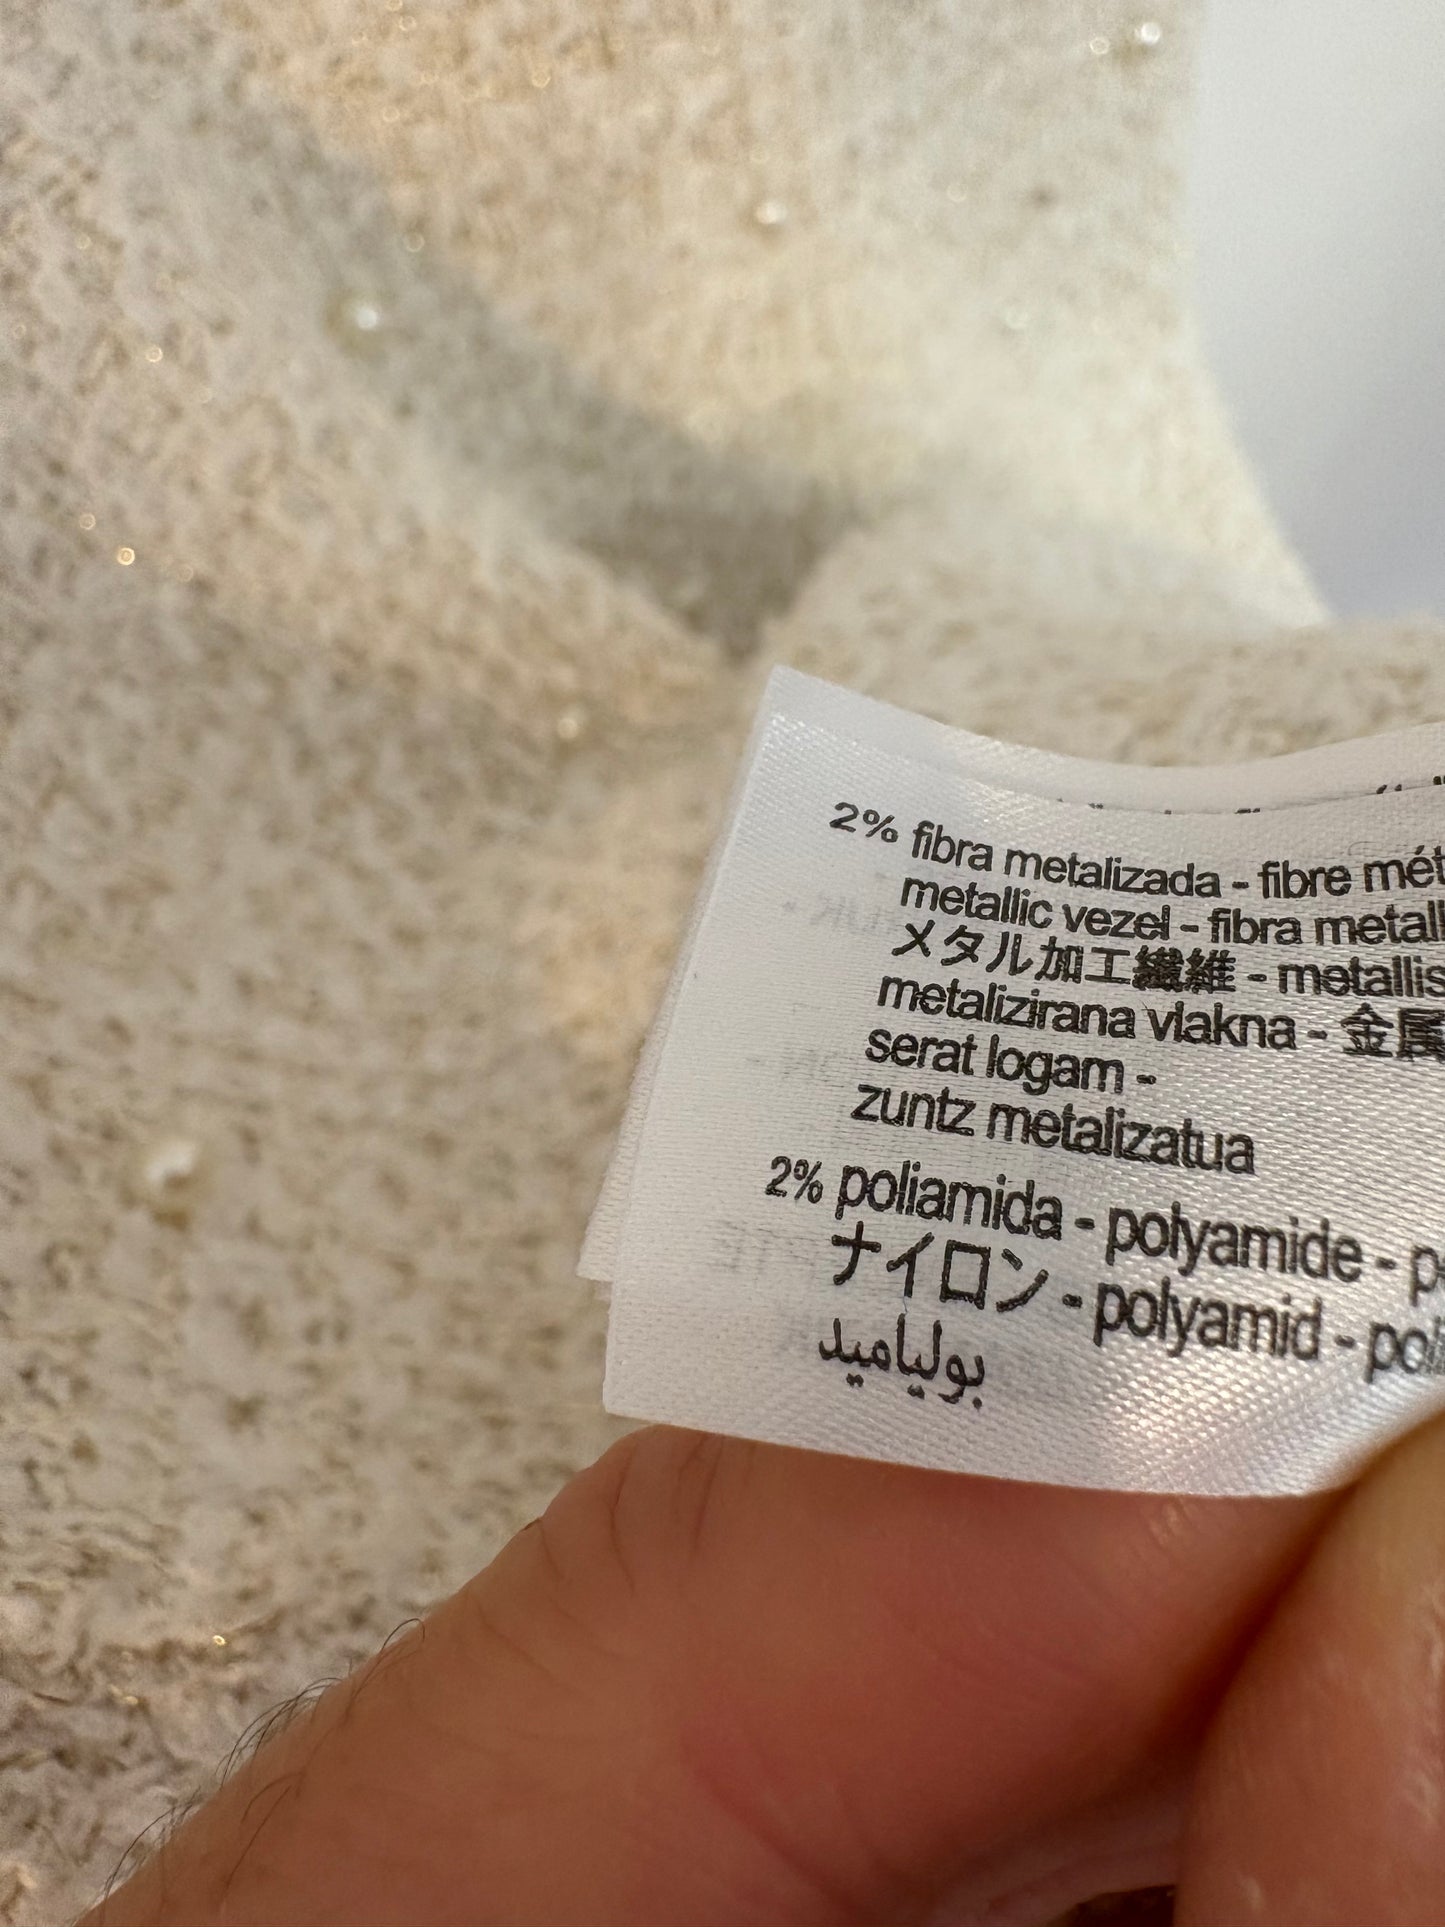 2% fibra metalizada - fibre mét
metallic vezel - fibra metall
メタル加工繊維 - metallis
metalizirana vlakna - 金属
serat logam -
zuntz metalizatua
2% poliamida - polyamide - p
ナイロン - polyamid - poli
بولياميد